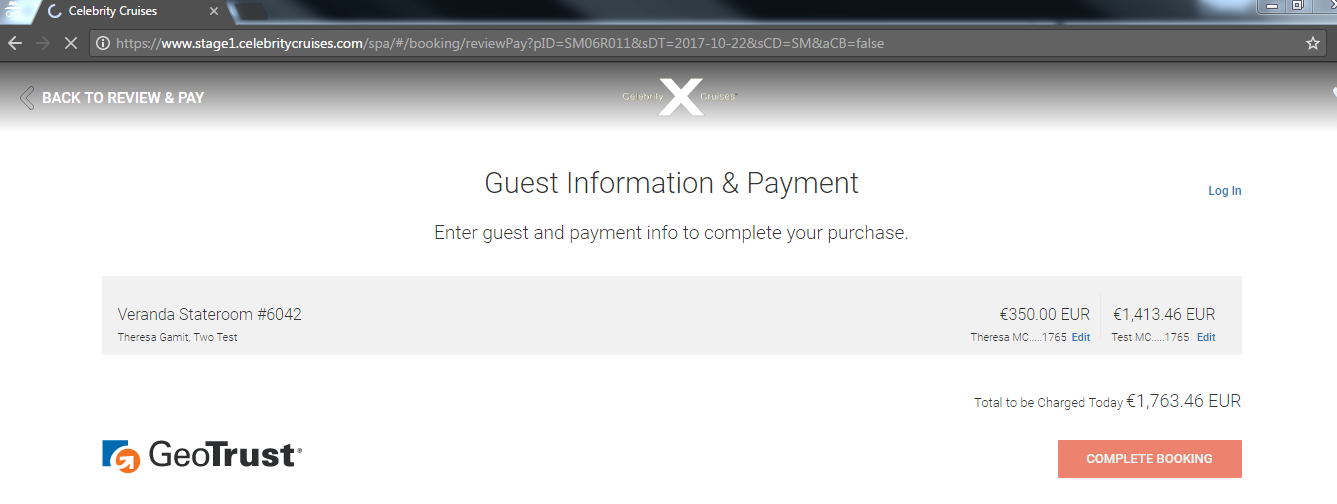 Celebrity Cruises
https://www.stage1.celebritycruises.com/spa/#/booking/reviewPay?pID=SM06R011&sDT=2017-10-22&sCD=SM&aCB=false
BACK TO REVIEW & PAY
Celebrity X Cruises
Guest Information & Payment
Log In
Enter guest and payment info to complete your purchase.
Veranda Stateroom #6042
€350.00 EUR €1,413.46 EUR
Theresa Gamit, Two Test
Theresa MC.....1765 Edit Test MC.....1765 Edit
Total to be Charged Today €1,763.46 EUR
GeoTrust®
COMPLETE BOOKING